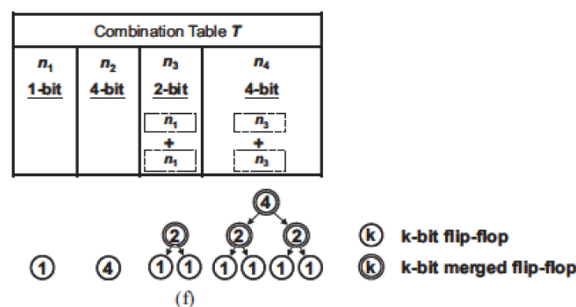 Combination Table T
n1 n2 n3 n4
1-bit 4-bit 2-bit 4-bit
n1 n3
+ +
n1 n3
4
2 2 2 k k-bit flip-flop
1 4 1 1 1 1 1 1 k k-bit merged flip-flop
(f)